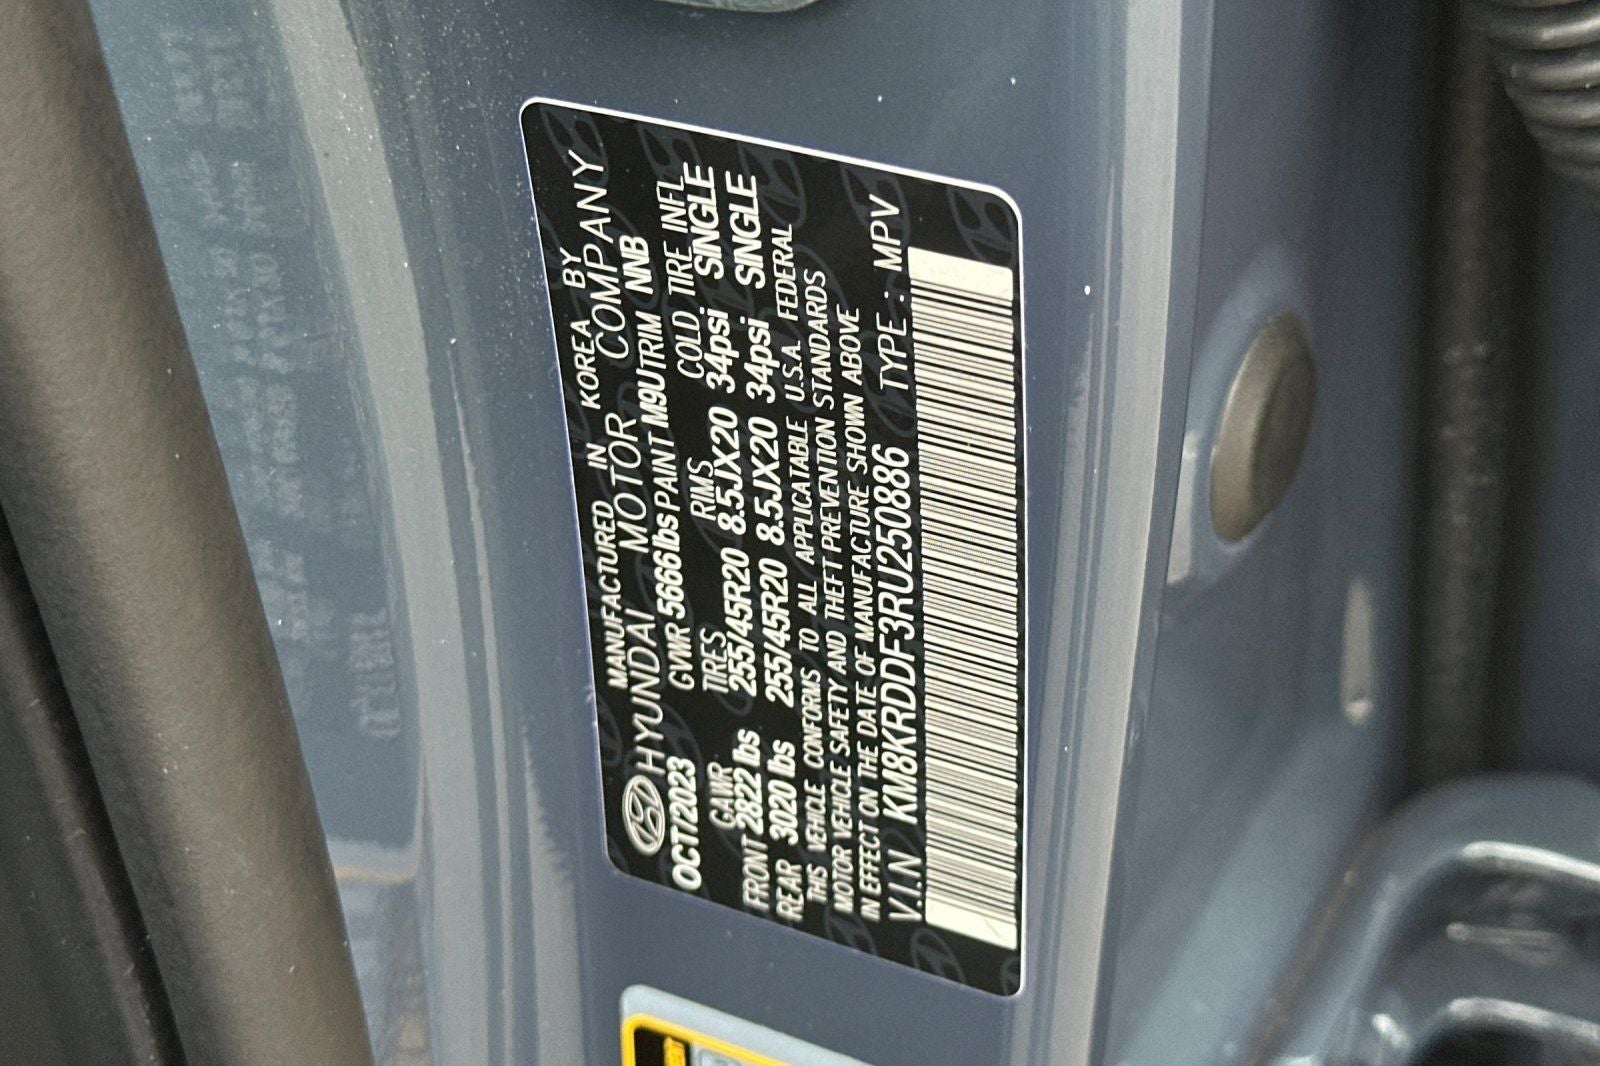 MANUFACTURED IN KOREA BY
HYUNDAI MOTOR COMPANY
OCT/2023 GVWR 5666lbs PAINT M9U TRIM NNB
GAWR TIRES RIMS COLD TIRE INFL.
FRONT 2822 lbs 255/45R20 8.5JX20 34psi SINGLE
REAR 3020 lbs 255/45R20 8.5JX20 34psi SINGLE
THIS VEHICLE CONFORMS TO ALL APPLICATABLE U.S.A. FEDERAL
MOTOR VEHICLE SAFETY AND THEFT PREVENTION STANDARDS
IN EFFECT ON THE DATE OF MANUFACTURE SHOWN ABOVE
V.I.N KM8KRDDF3RU250886 TYPE : MPV